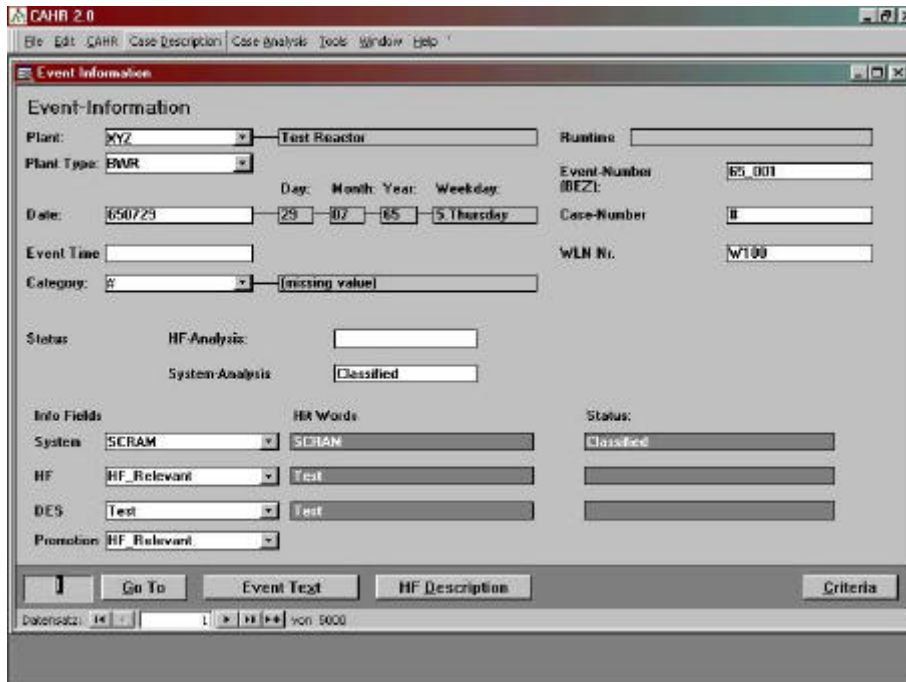 CAHR 2.0
File Edit CAHR Case Description Case Analysis Tools Window Help
Event Information
Event-Information
Plant: XYZ Test Reactor Runtime
Plant Type: BWR Event-Number (BEZ): 65_001
Day: Month: Year: Weekday:
Date: 650729 29 07 65 5.Thursday Case-Number #
Event Time WLN Nr. W100
Category: # (missing value)
Status HF-Analysis:
System-Analysis Classified
Info Fields Hit Words Status:
System SCRAM SCRAM Classified
HF HF_Relevant Test
DES Test Test
Promotion HF_Relevant
1 Go To Event Text HF Description Criteria
Datensatz: 1 von 5000